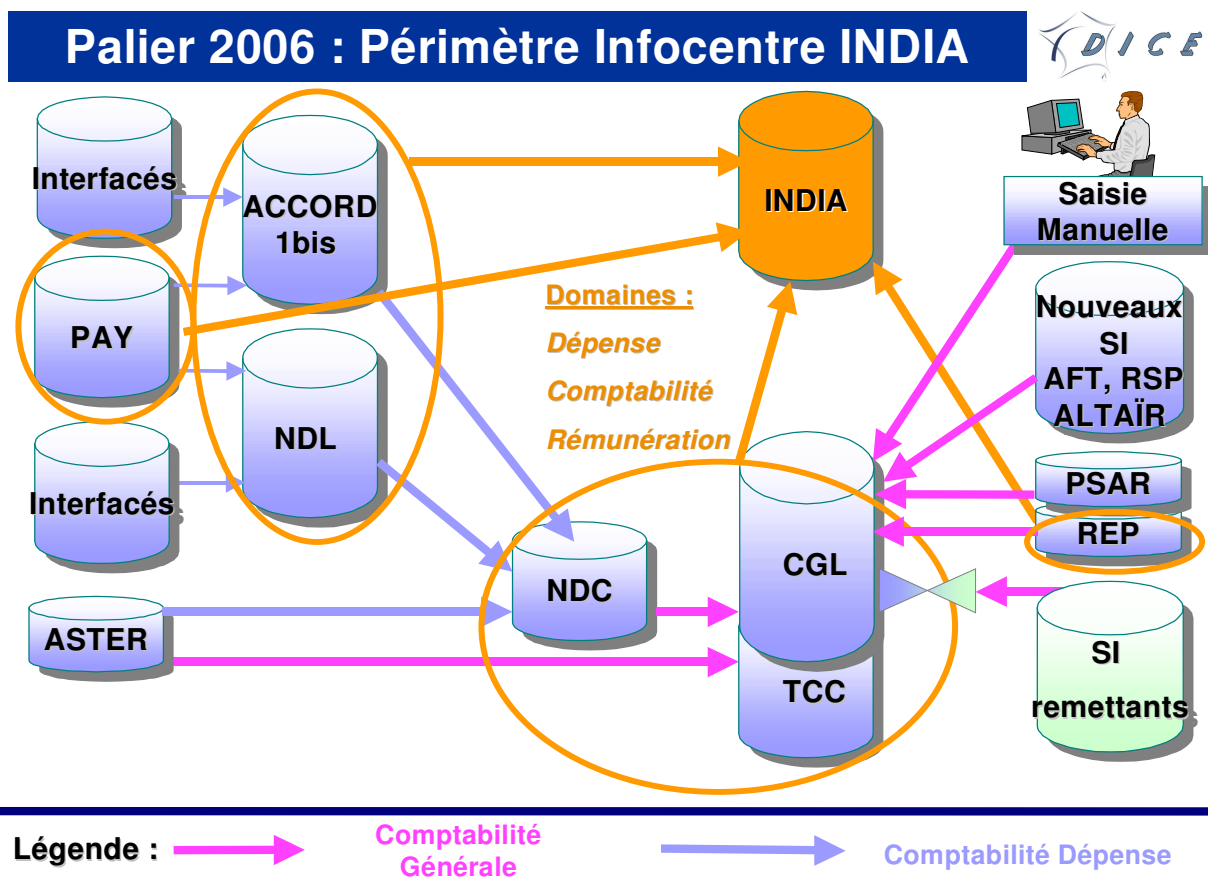 Palier 2006 : Périmètre Infocentre INDIA
DICE
Interfacés
ACCORD
1bis
INDIA
Saisie
Manuelle
PAY
Domaines :
Dépense
Comptabilité
Rémunération
Nouveaux
SI
AFT, RSP
ALTAÏR
NDL
Interfacés
PSAR
REP
CGL
NDC
ASTER
TCC
SI
remettants
Légende :
Comptabilité
Générale
Comptabilité Dépense